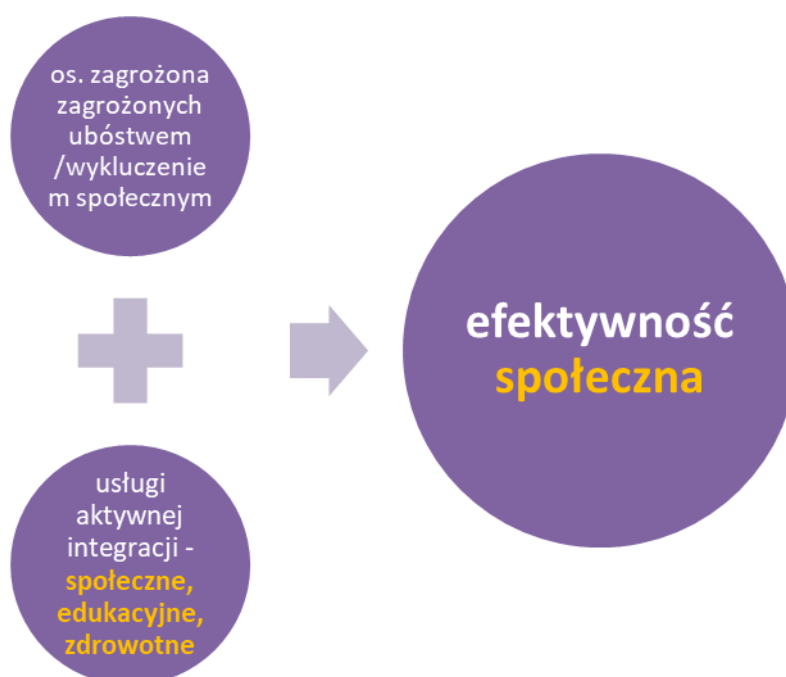 os. zagrożona
zagrożonych
ubóstwem
/wykluczenie
m społecznym
usługi
aktywnej
integracji -
społeczne,
edukacyjne,
zdrowotne
efektywność
społeczna